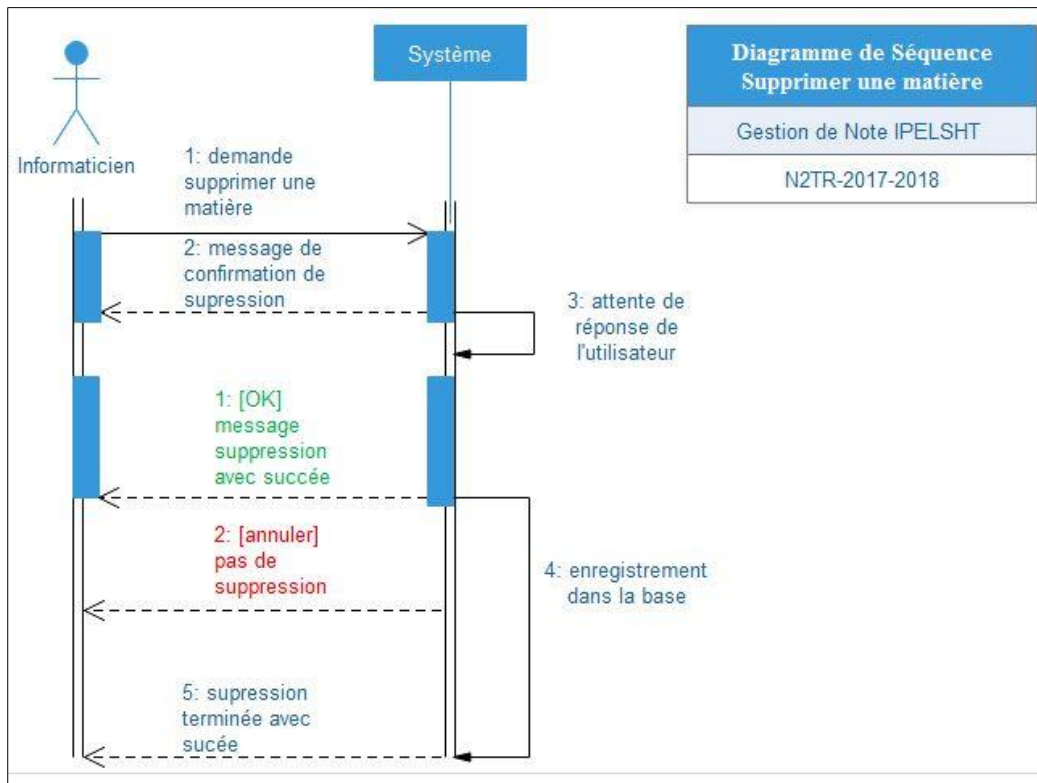 Système
Diagramme de Séquence
Supprimer une matière
Gestion de Note IPELSHT
N2TR-2017-2018
Informaticien
1: demande
supprimer une
matière
2: message de
confirmation de
supression
3: attente de
réponse de
l'utilisateur
1: [OK]
message
suppression
avec succée
2: [annuler]
pas de
suppression
4: enregistrement
dans la base
5: supression
terminée avec
sucée